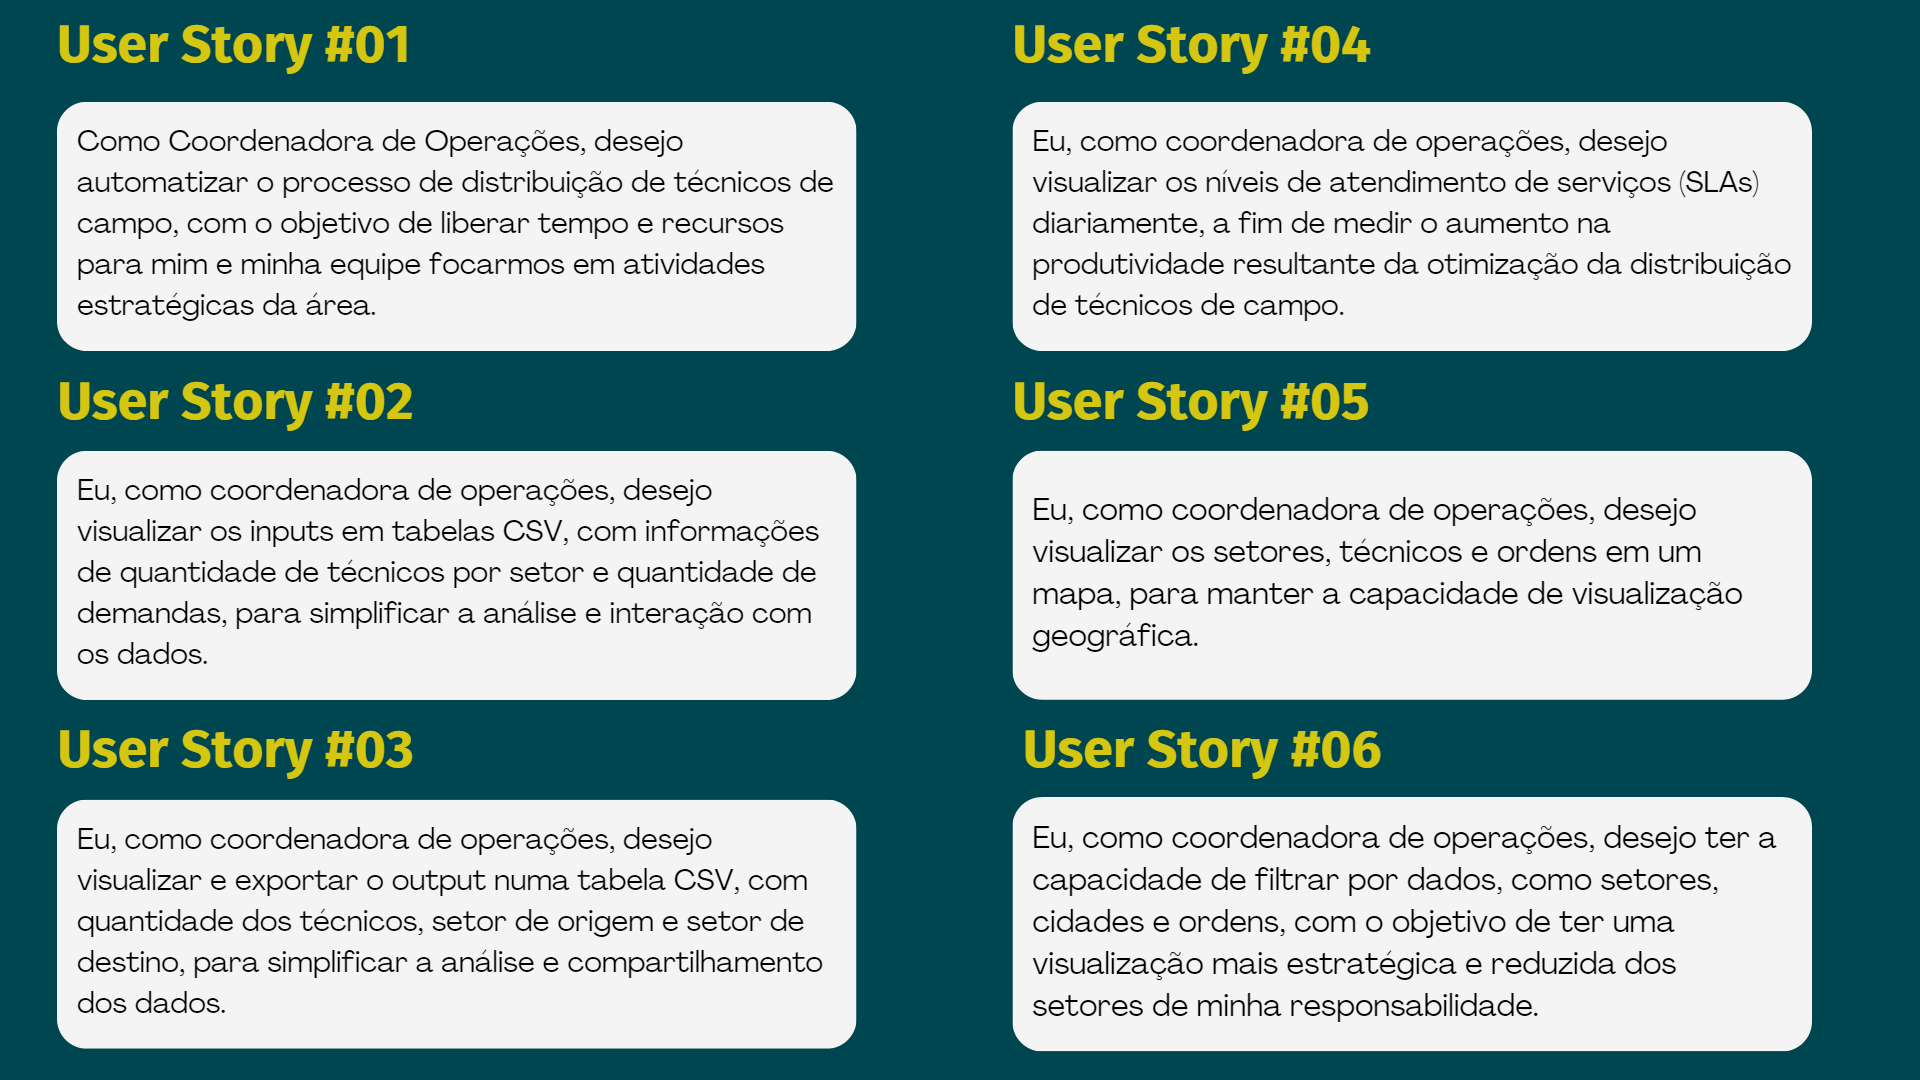 User Story #01
Como Coordenadora de Operações, desejo
automatizar o processo de distribuição de técnicos de
campo, com o objetivo de liberar tempo e recursos
para mim e minha equipe focarmos em atividades
estratégicas da área.
User Story #02
Eu, como coordenadora de operações, desejo
visualizar os inputs em tabelas CSV, com informações
de quantidade de técnicos por setor e quantidade de
demandas, para simplificar a análise e interação com
os dados.
User Story #03
Eu, como coordenadora de operações, desejo
visualizar e exportar o output numa tabela CSV, com
quantidade dos técnicos, setor de origem e setor de
destino, para simplificar a análise e compartilhamento
dos dados.
User Story #04
Eu, como coordenadora de operações, desejo
visualizar os níveis de atendimento de serviços (SLAs)
diariamente, a fim de medir o aumento na
produtividade resultante da otimização da distribuição
de técnicos de campo.
User Story #05
Eu, como coordenadora de operações, desejo
visualizar os setores, técnicos e ordens em um
mapa, para manter a capacidade de visualização
geográfica.
User Story #06
Eu, como coordenadora de operações, desejo ter a
capacidade de filtrar por dados, como setores,
cidades e ordens, com o objetivo de ter uma
visualização mais estratégica e reduzida dos
setores de minha responsabilidade.